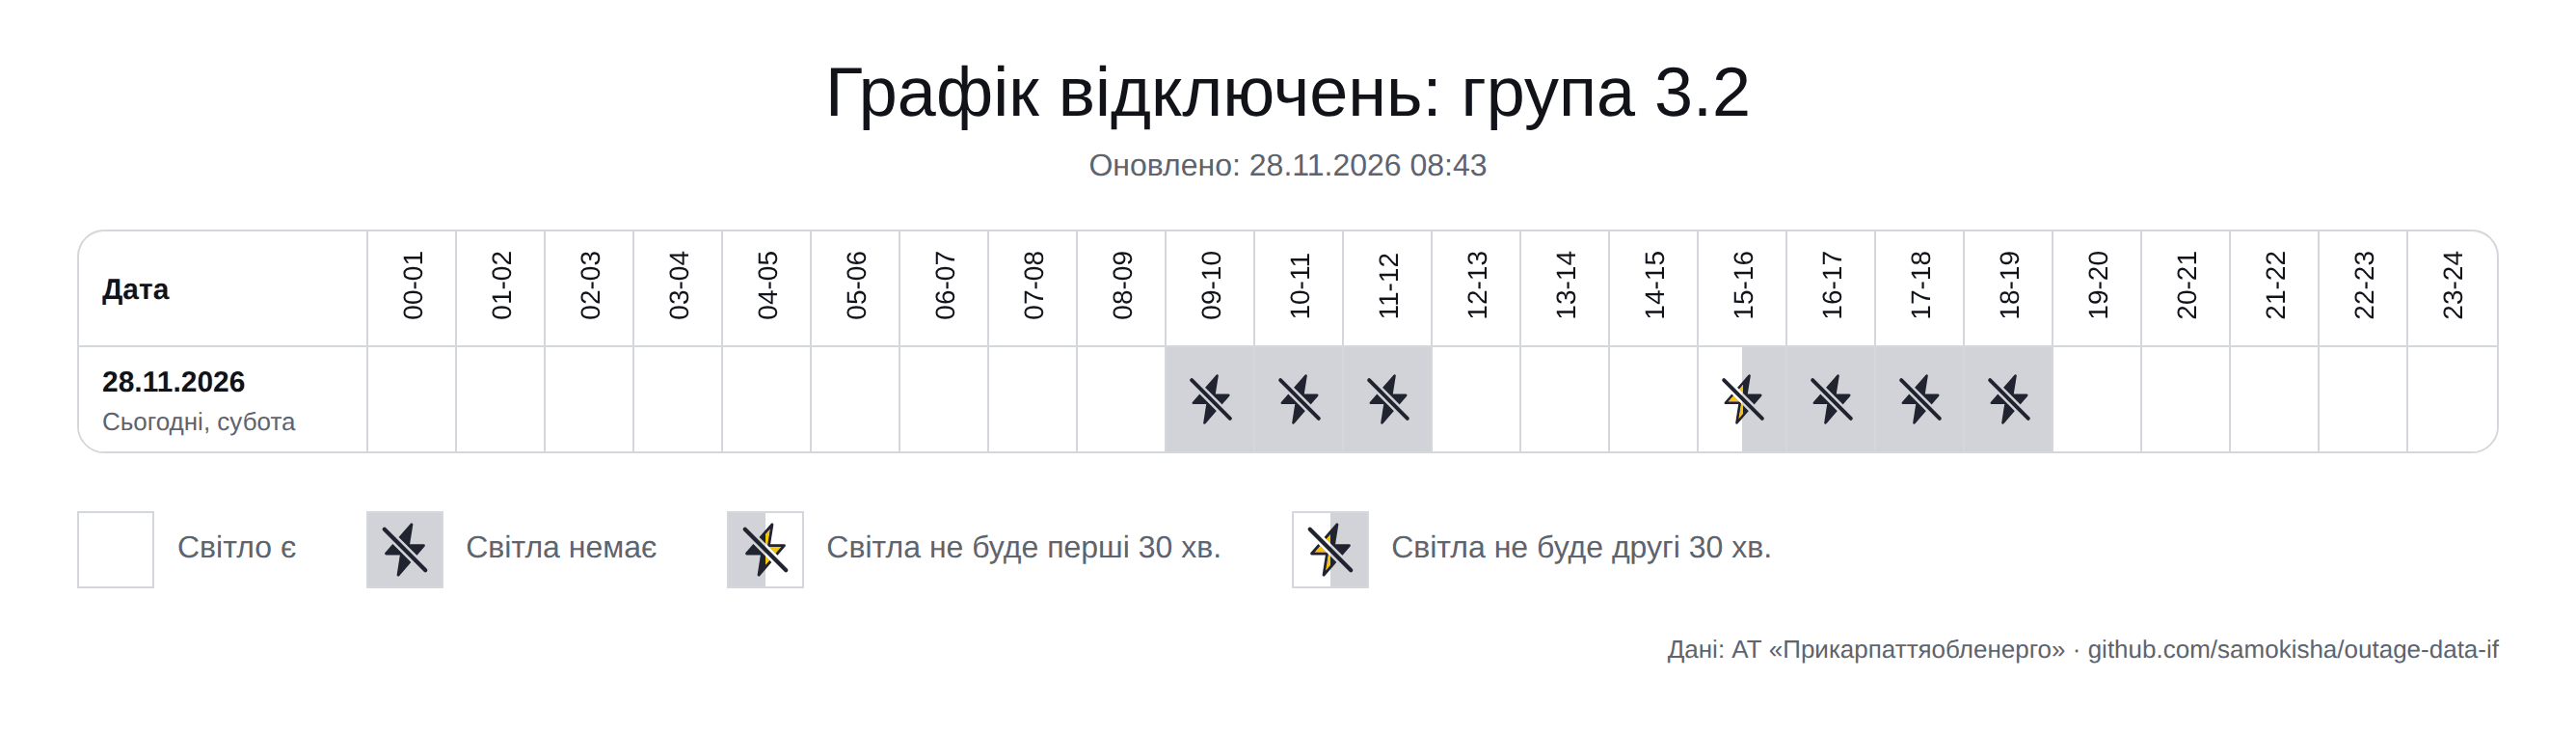 Графік відключень: група 3.2
Оновлено: 28.11.2026 08:43
Дата 00-01 01-02 02-03 03-04 04-05 05-06 06-07 07-08 08-09 09-10 10-11 11-12 12-13 13-14 14-15 15-16 16-17 17-18 18-19 19-20 20-21 21-22 22-23 23-24
28.11.2026
Сьогодні, субота
Світло є Світла немає Світла не буде перші 30 хв. Світла не буде другі 30 хв.
Дані: АТ «Прикарпаттяобленерго» · github.com/samokisha/outage-data-if